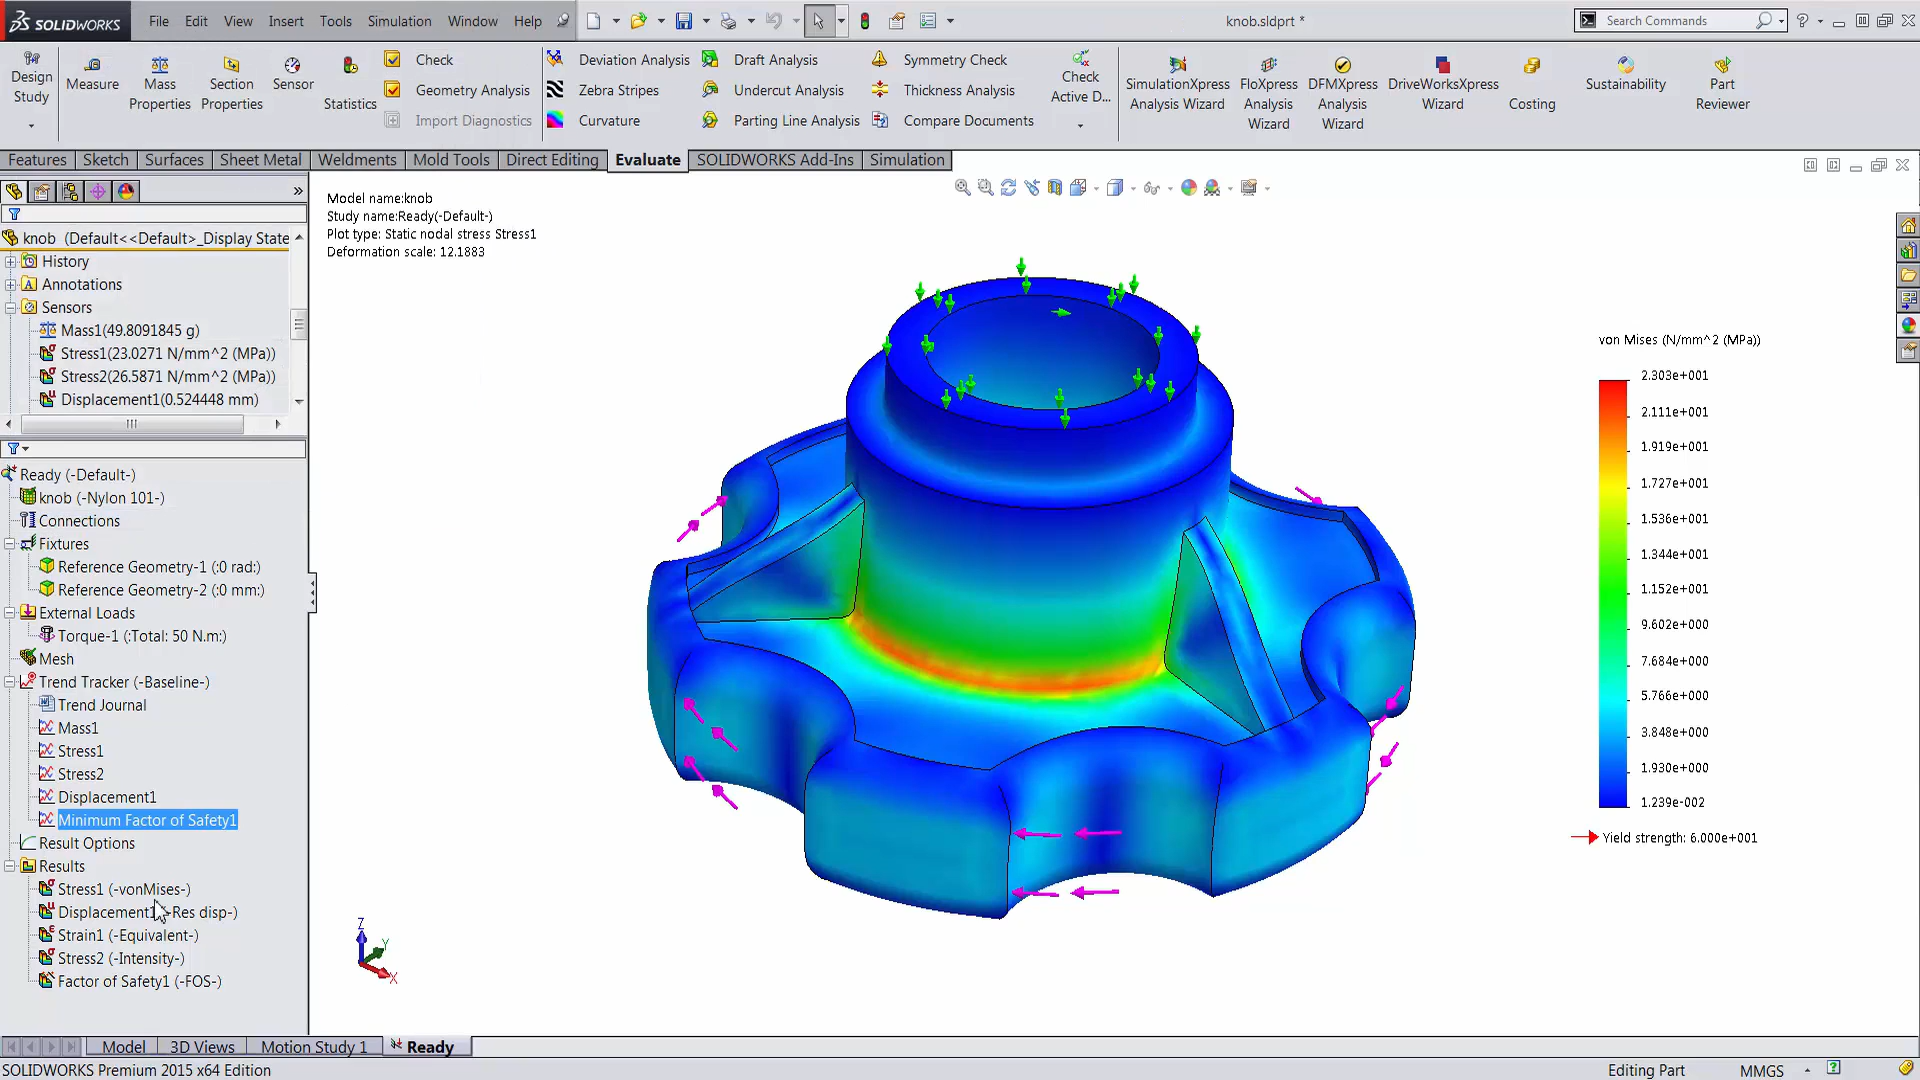 SOLIDWORKS File Edit View Insert Tools Simulation Window Help knob.sldprt * Search Commands
Design Study
Measure
Mass Properties
Section Properties
Sensor
Statistics
Check
Geometry Analysis
Import Diagnostics
Deviation Analysis
Zebra Stripes
Curvature
Draft Analysis
Undercut Analysis
Parting Line Analysis
Symmetry Check
Thickness Analysis
Compare Documents
Check Active D...
SimulationXpress Analysis Wizard
FloXpress Analysis Wizard
DFMXpress Analysis Wizard
DriveWorksXpress Wizard
Costing
Sustainability
Part Reviewer
Features Sketch Surfaces Sheet Metal Weldments Mold Tools Direct Editing Evaluate SOLIDWORKS Add-Ins Simulation
knob (Default<<Default>_Display State
History
Annotations
Sensors
Mass1(49.8091845 g)
Stress1(23.0271 N/mm^2 (MPa))
Stress2(26.5871 N/mm^2 (MPa))
Displacement1(0.524448 mm)
Ready (-Default-)
knob (-Nylon 101-)
Connections
Fixtures
Reference Geometry-1 (:0 rad:)
Reference Geometry-2 (:0 mm:)
External Loads
Torque-1 (:Total: 50 N.m:)
Mesh
Trend Tracker (-Baseline-)
Trend Journal
Mass1
Stress1
Stress2
Displacement1
Minimum Factor of Safety1
Result Options
Results
Stress1 (-vonMises-)
Displacement1 (-Res disp-)
Strain1 (-Equivalent-)
Stress2 (-Intensity-)
Factor of Safety1 (-FOS-)
Model name:knob
Study name:Ready(-Default-)
Plot type: Static nodal stress Stress1
Deformation scale: 12.1883
von Mises (N/mm^2 (MPa))
2.303e+001
2.111e+001
1.919e+001
1.727e+001
1.536e+001
1.344e+001
1.152e+001
9.602e+000
7.684e+000
5.766e+000
3.848e+000
1.930e+000
1.239e-002
Yield strength: 6.000e+001
Z
Y
X
Model 3D Views Motion Study 1 Ready
SOLIDWORKS Premium 2015 x64 Edition Editing Part MMGS